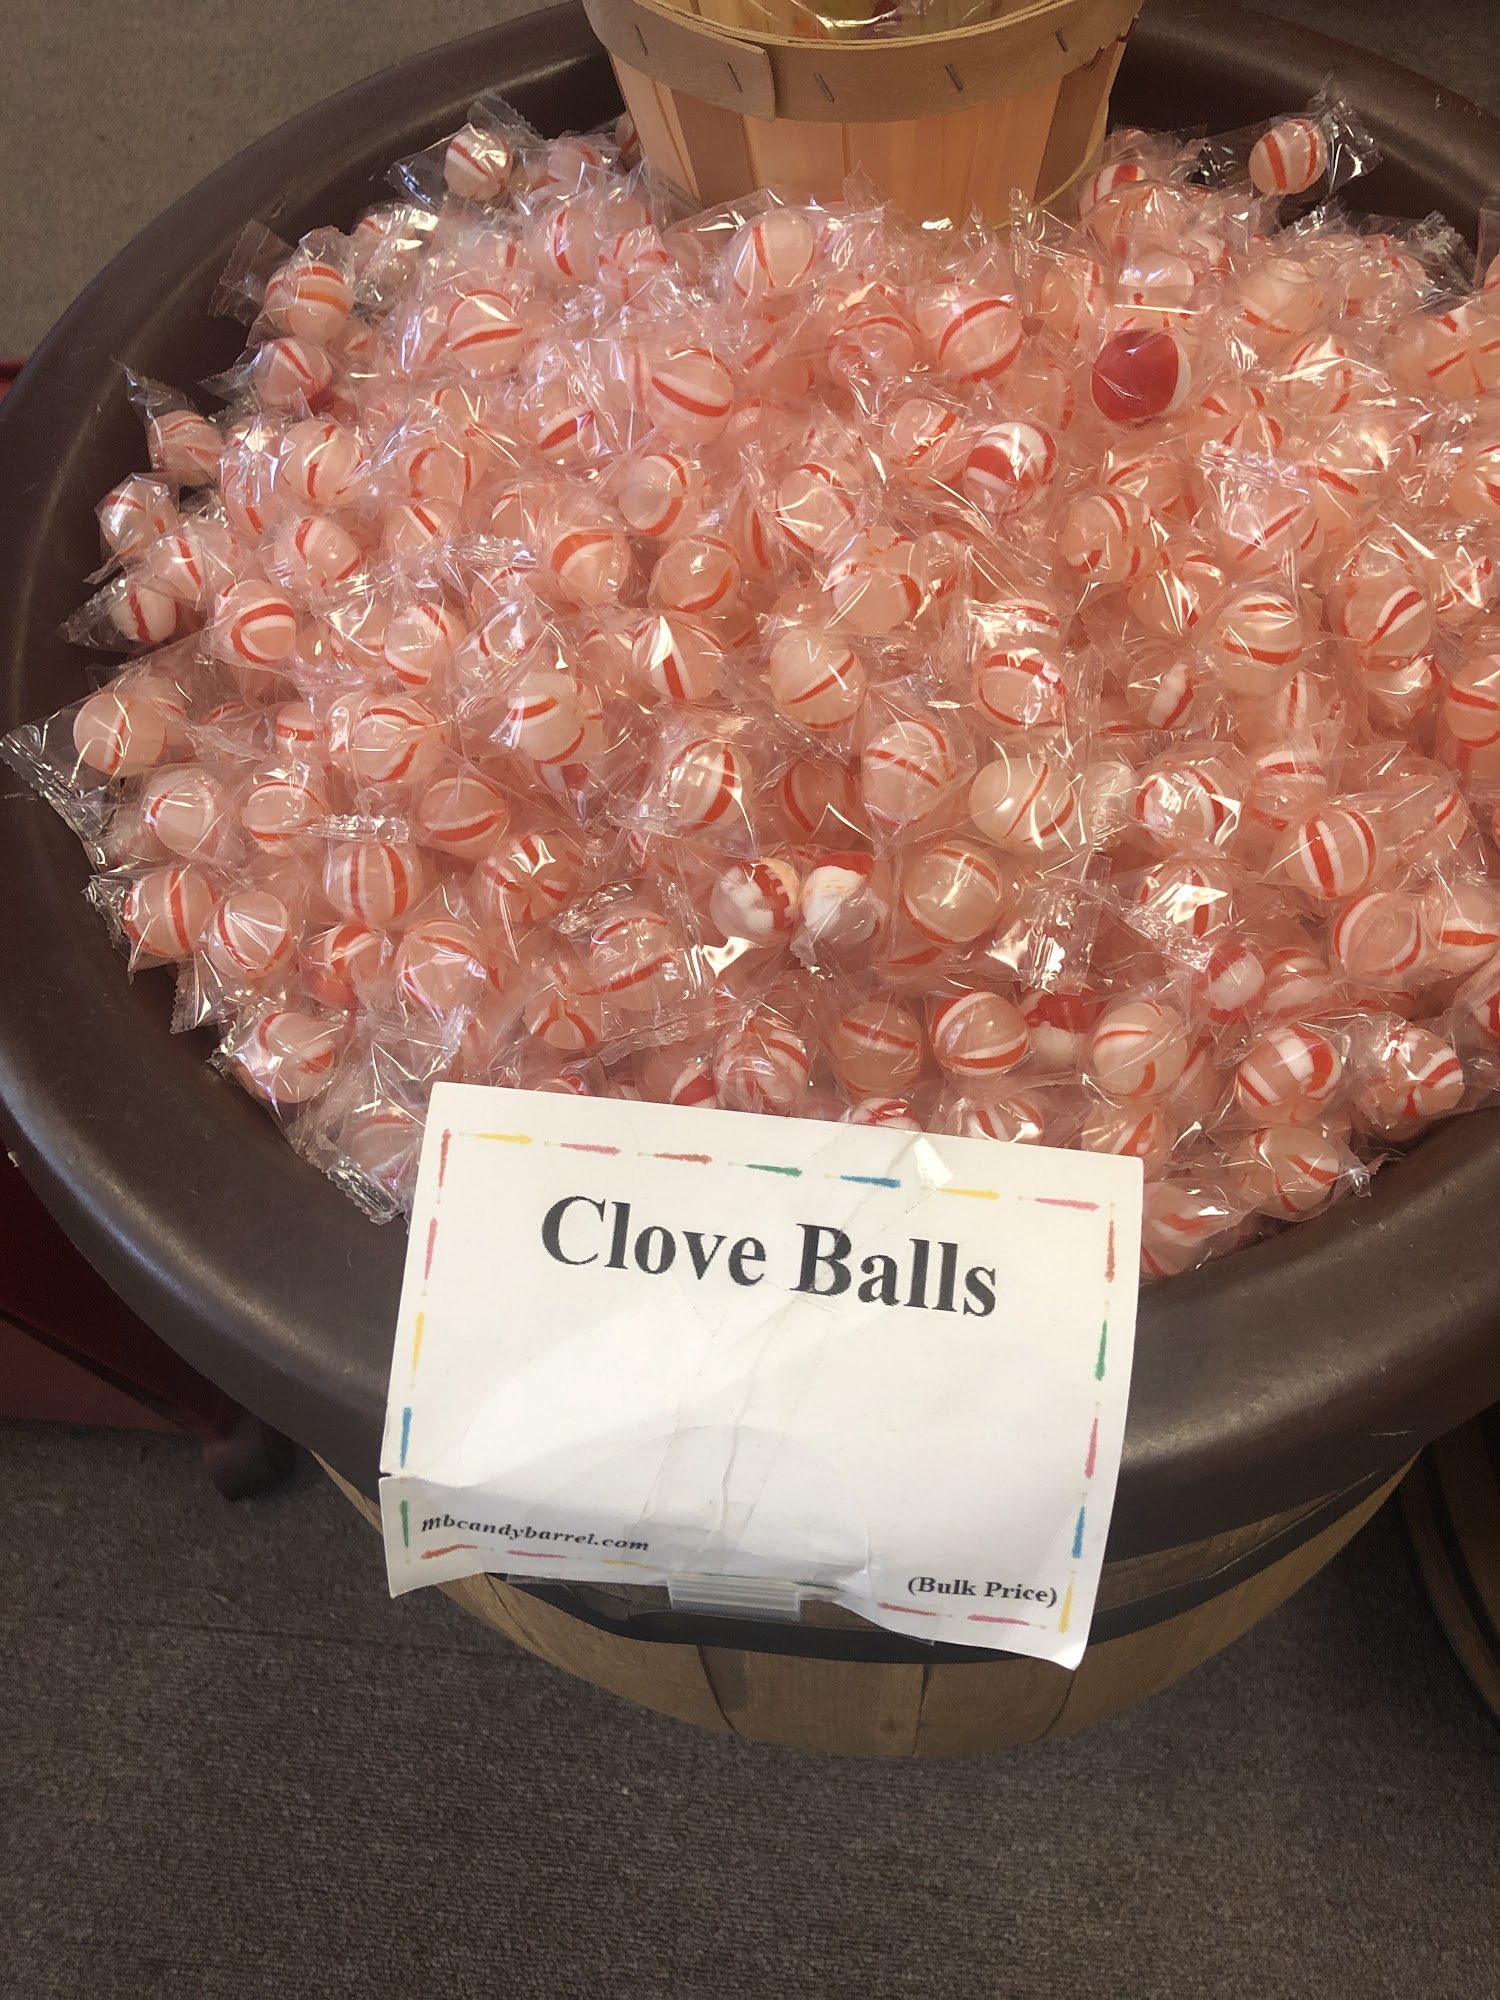 Clove Balls
mbcandybarrel.com
(Bulk Price)